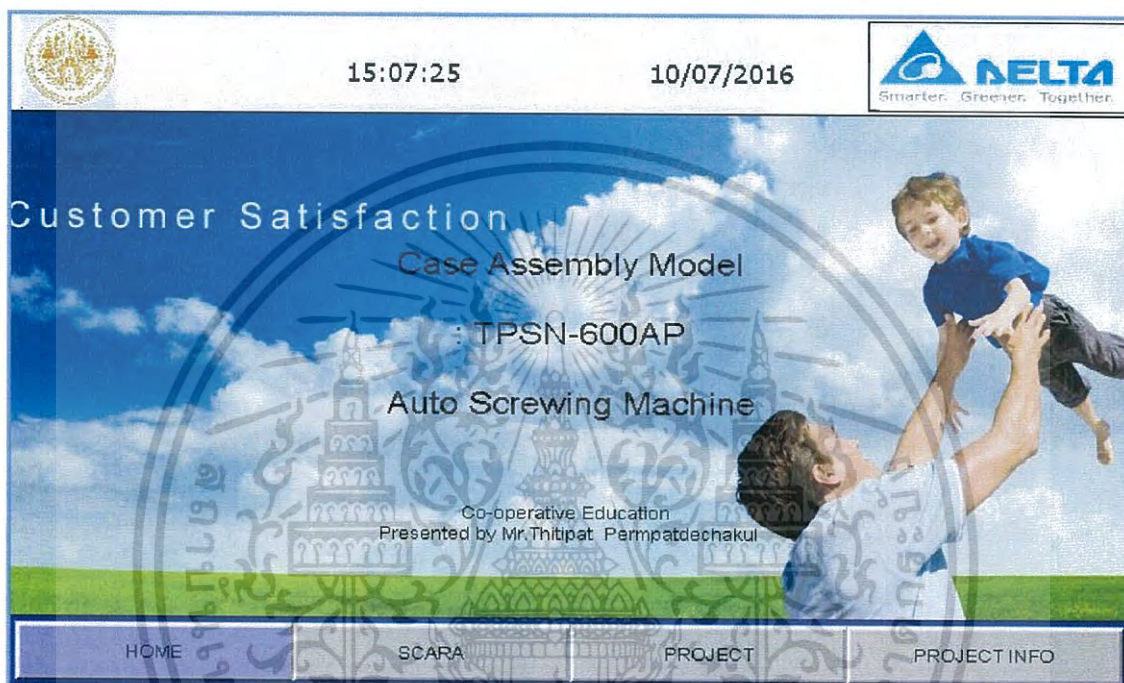 15:07:25
10/07/2016
DELTA
Smarter. Greener. Together.
Customer Satisfaction
Case Assembly Model
: TPSN-600AP
Auto Screwing Machine
Co-operative Education
Presented by Mr.Thitipat Permpatdechakul
HOME
SCARA
PROJECT
PROJECT INFO